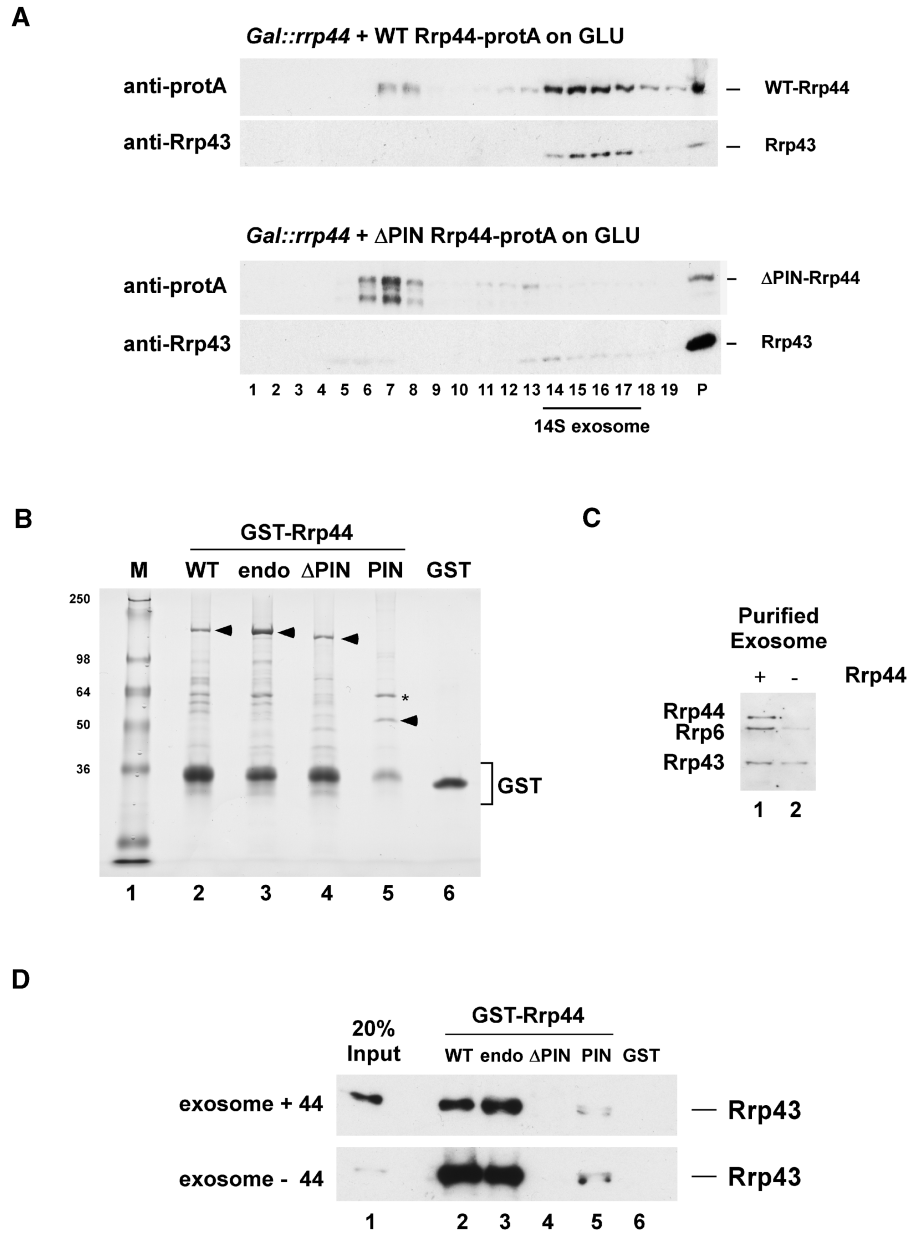 A
Gal::rrp44 + WT Rrp44-protA on GLU
anti-protA
WT-Rrp44
anti-Rrp43
Rrp43
Gal::rrp44 + ΔPIN Rrp44-protA on GLU
anti-protA
ΔPIN-Rrp44
anti-Rrp43
Rrp43
1 2 3 4 5 6 7 8 9 10 11 12 13 14 15 16 17 18 19 P
14S exosome
B
GST-Rrp44
M WT endo ΔPIN PIN GST
250
98
64
*
50
36
GST
1 2 3 4 5 6
C
Purified
Exosome
+ - Rrp44
Rrp44
Rrp6
Rrp43
1 2
D
GST-Rrp44
20%
Input
WT endo ΔPIN PIN GST
exosome + 44
Rrp43
exosome - 44
Rrp43
1 2 3 4 5 6